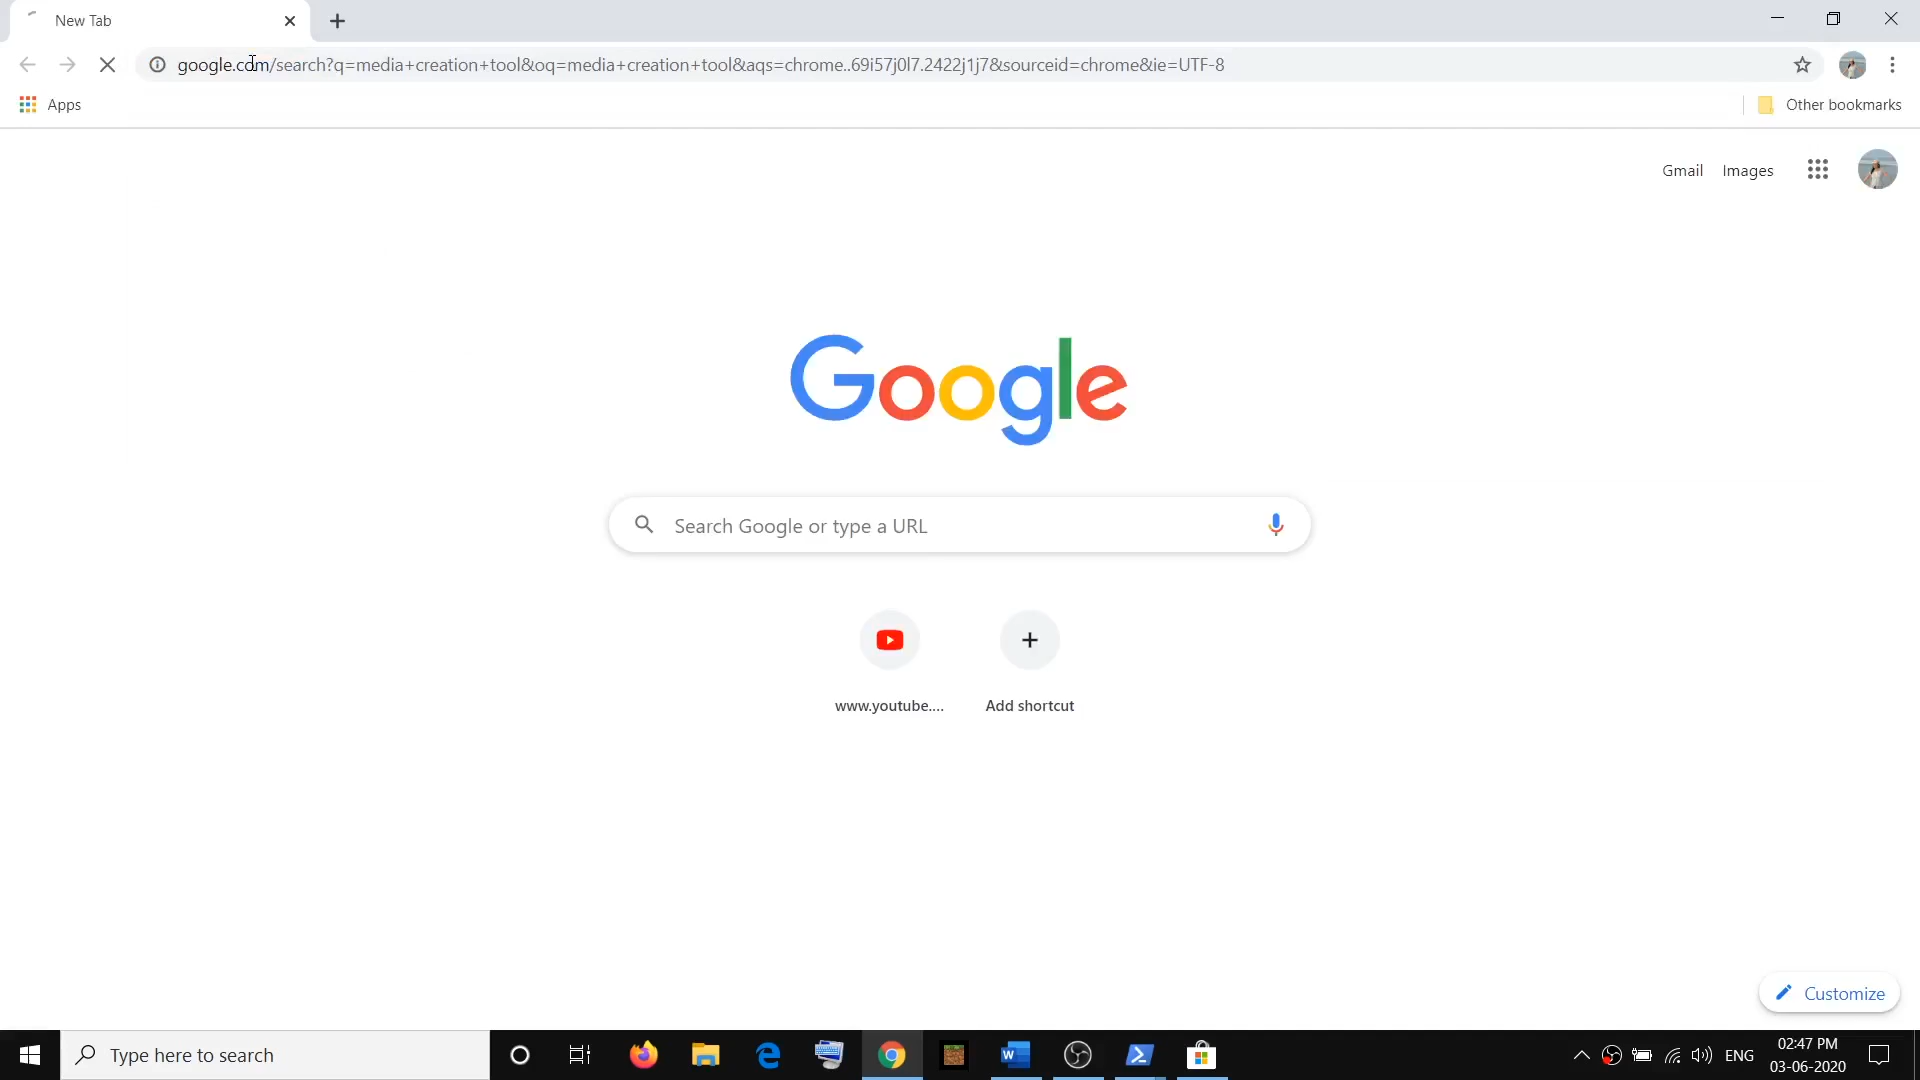 New Tab
google.com/search?q=media+creation+tool&oq=media+creation+tool&aqs=chrome..69i57j0l7.2422j1j7&sourceid=chrome&ie=UTF-8
Apps
Other bookmarks
Gmail Images
Google
Search Google or type a URL
www.youtube....
Add shortcut
Customize
Type here to search
ENG
02:47 PM
03-06-2020